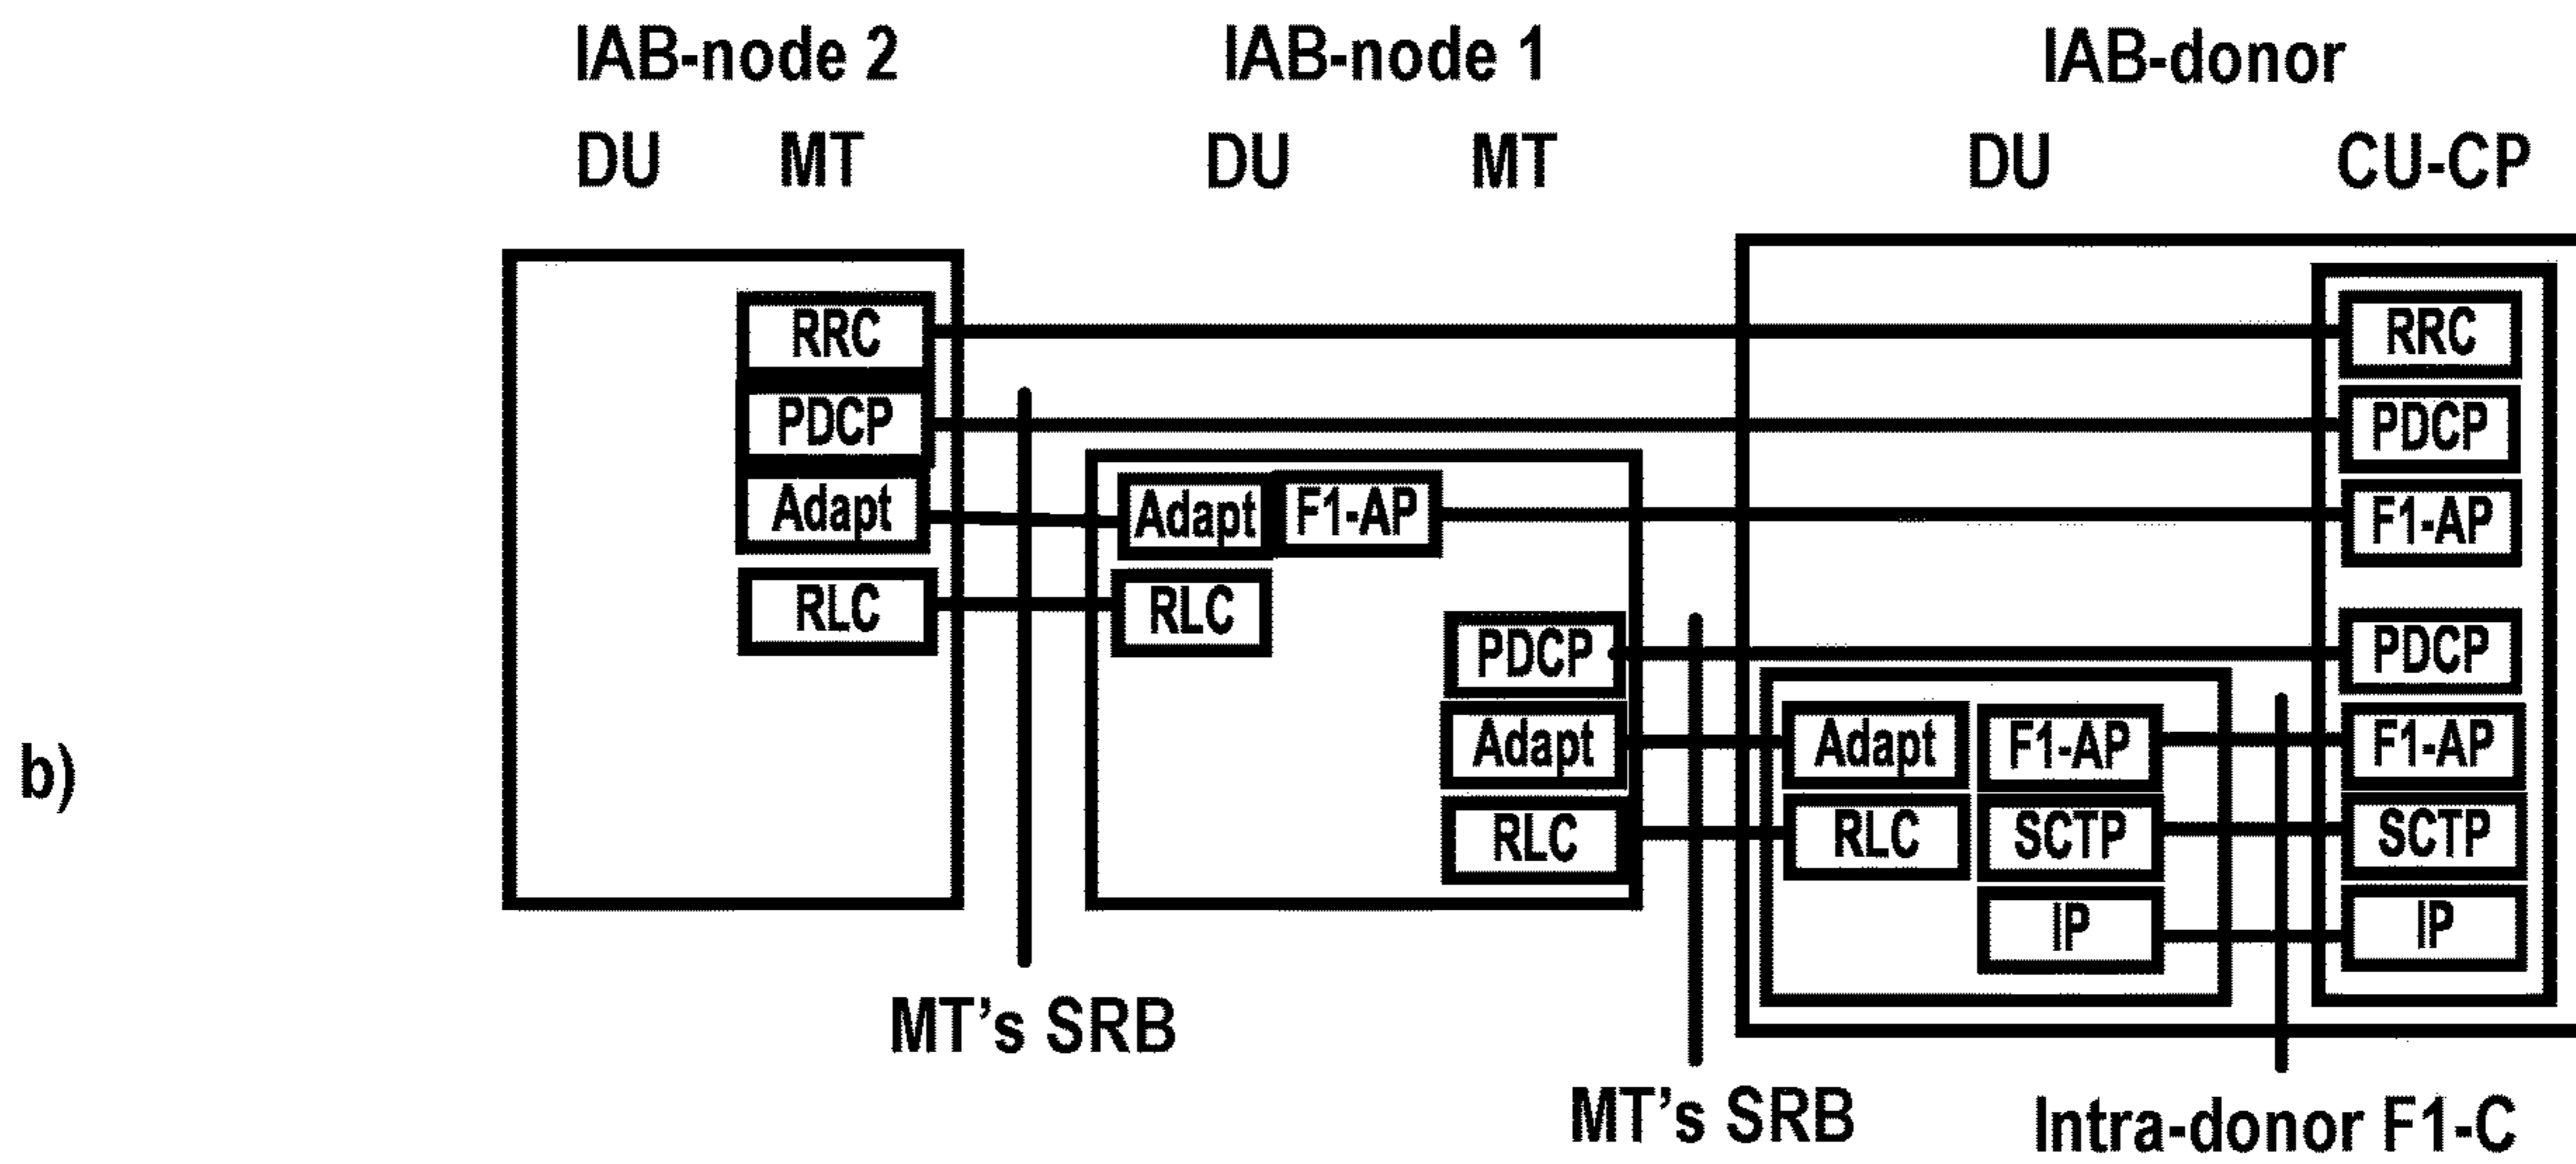 IAB-node 2 IAB-node 1 IAB-donor
DU MT DU MT DU CU-CP
RRC RRC
PDCP PDCP
Adapt Adapt F1-AP F1-AP
RLC RLC
PDCP PDCP
b) Adapt Adapt F1-AP F1-AP
RLC RLC SCTP SCTP
IP IP
MT's SRB
MT's SRB Intra-donor F1-C